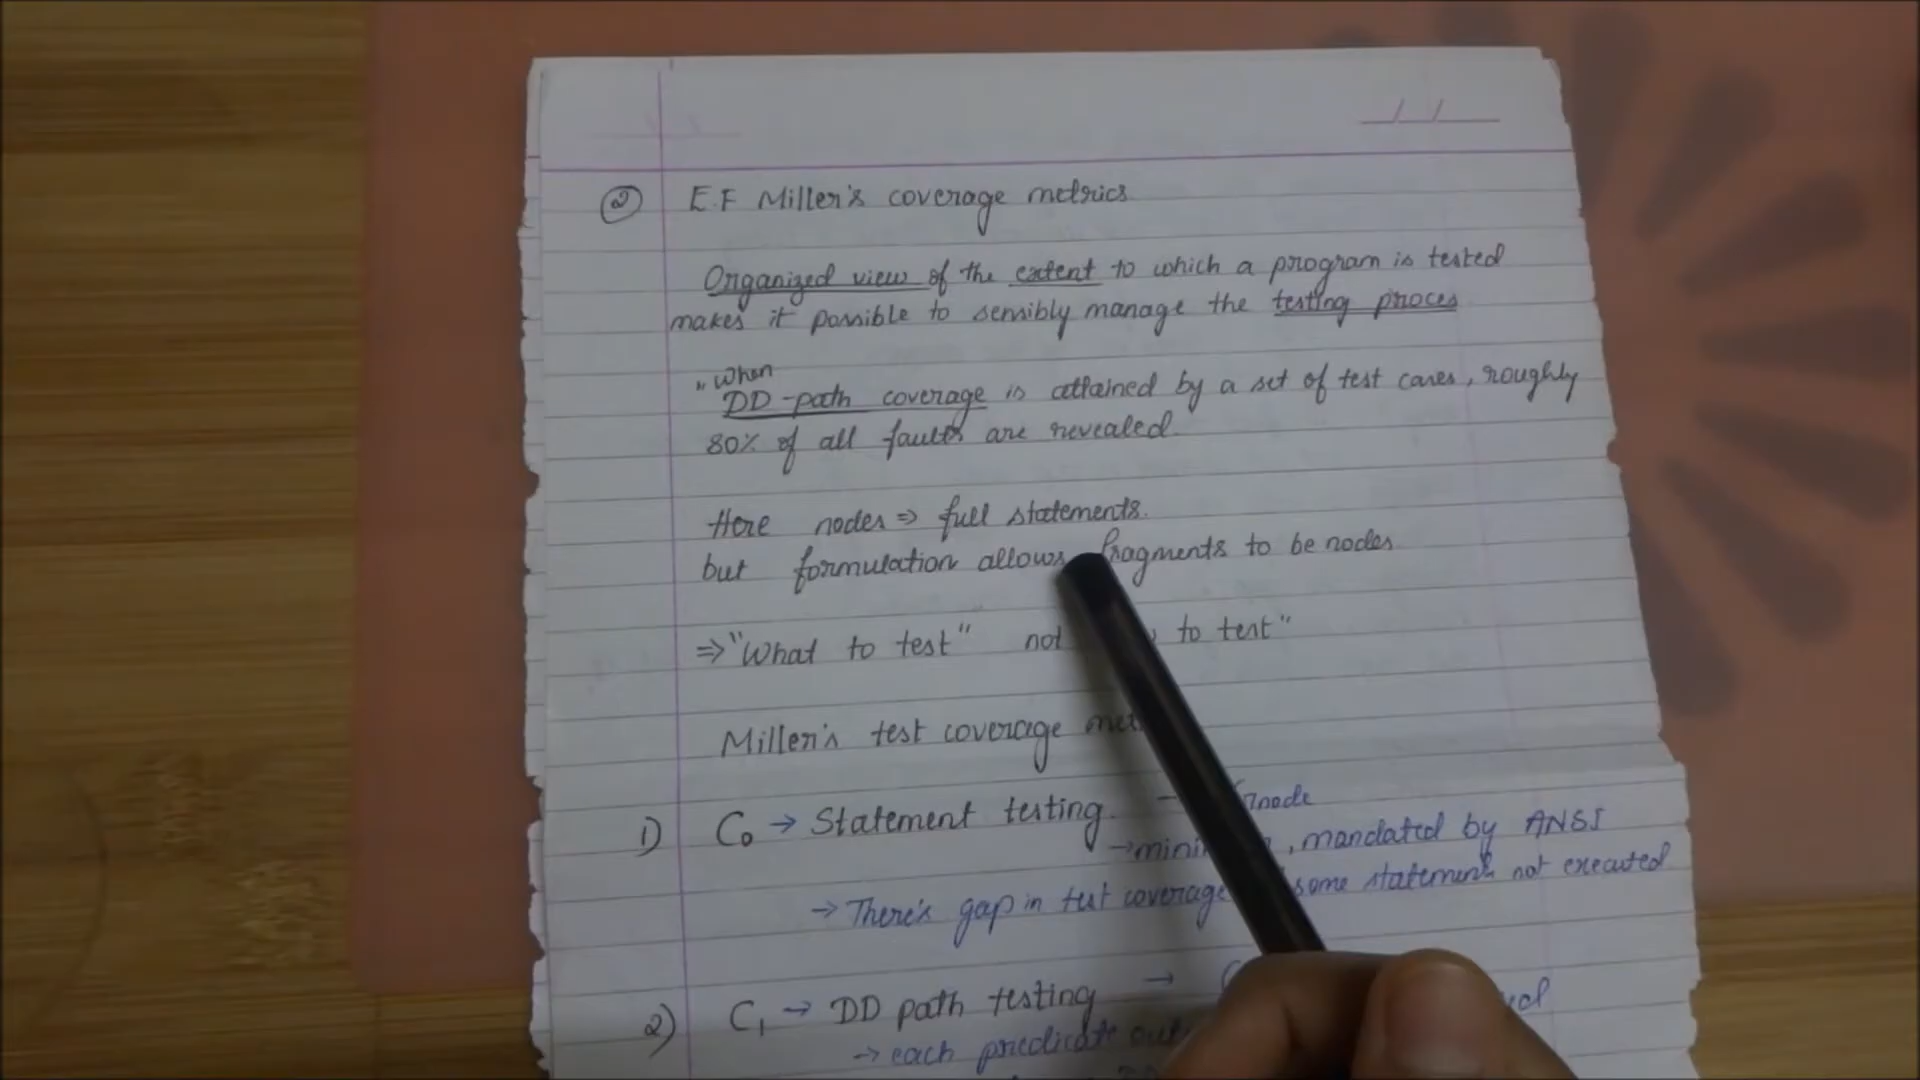 ② E.F Miller's coverage metrics
Organized view of the extent to which a program is tested
makes it possible to sensibly manage the testing proces
"When
DD-path coverage is attained by a set of test cases, roughly
80% of all faults are revealed.
Here nodes ⇒ full statements.
but formulation allows fragments to be nodes
⇒ "What to test" not to test"
Miller's test coverage
1) C₀ → Statement testing. → node
→ , mandated by ANSI
→ There's gap in test coverage some statements not executed
2) C₁ → DD path testing →
→ each predicate